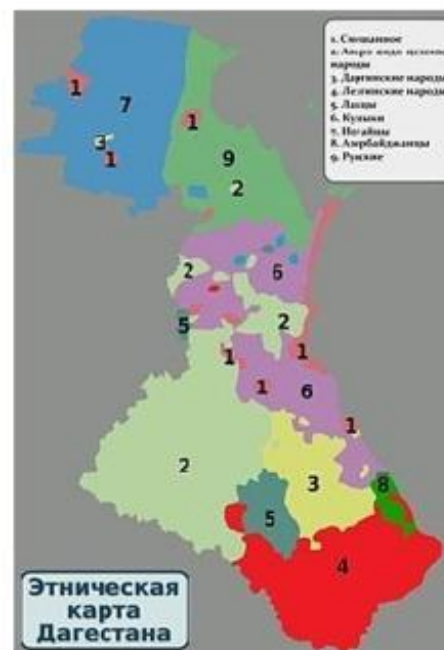 1. Смешанное
2.
народы
3. Даргинские народы
4. Лезгинские народы
5. Лакцы
6. Кумыки
7. Ногайцы
8. Азербайджанцы
9. Русские
1
7
1
3
1
9
2
2
6
5
2
1
1
1
6
1
2
3
8
5
4
Этническая
карта
Дагестана